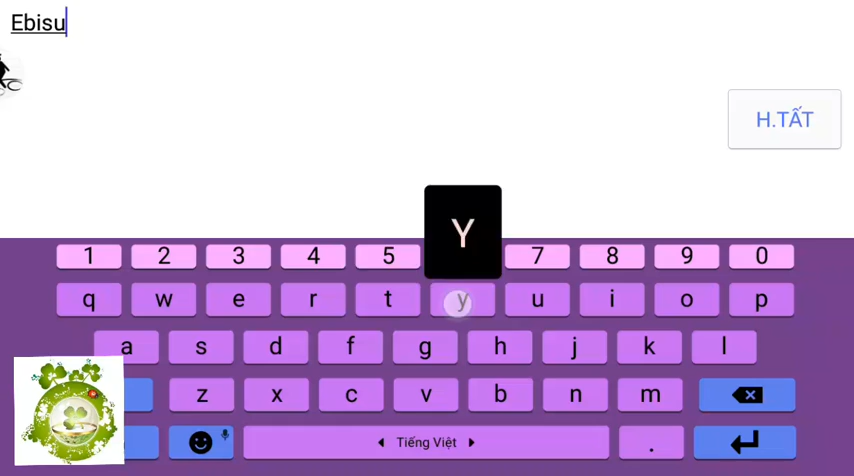 Ebisu
H.TẤT
Y
1 2 3 4 5 7 8 9 0
q w e r t y u i o p
a s d f g h j k l
z x c v b n m
Tiếng Việt .